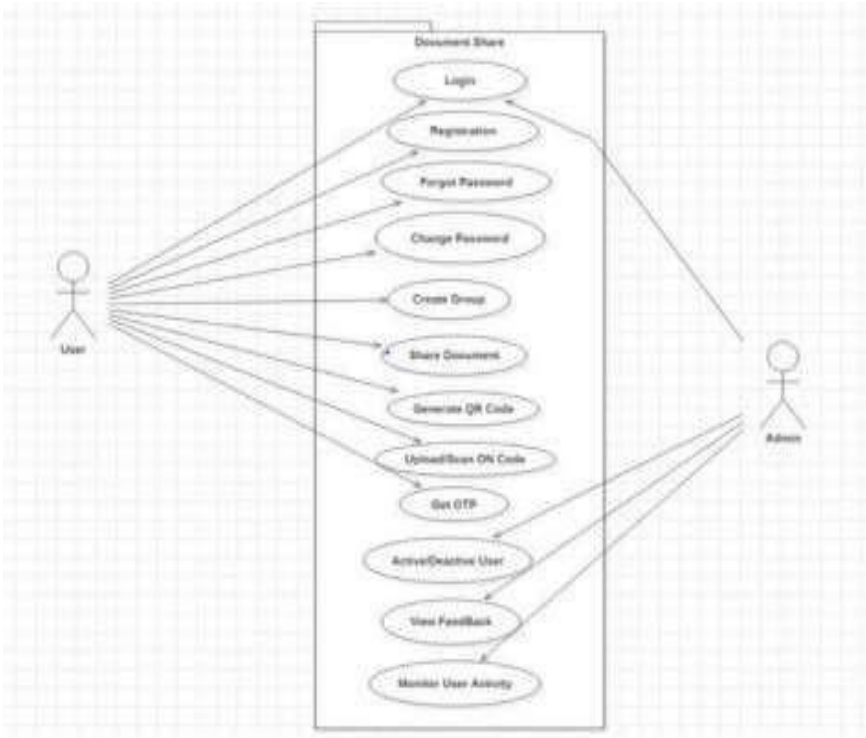 Document Share
Login
Registration
Forgot Password
Change Password
Create Group
User
Share Document
Generate QR Code
Admin
Upload/Scan
Code
Get OTP
Active/Deactive User
View FeedBack
Monitor User Activity